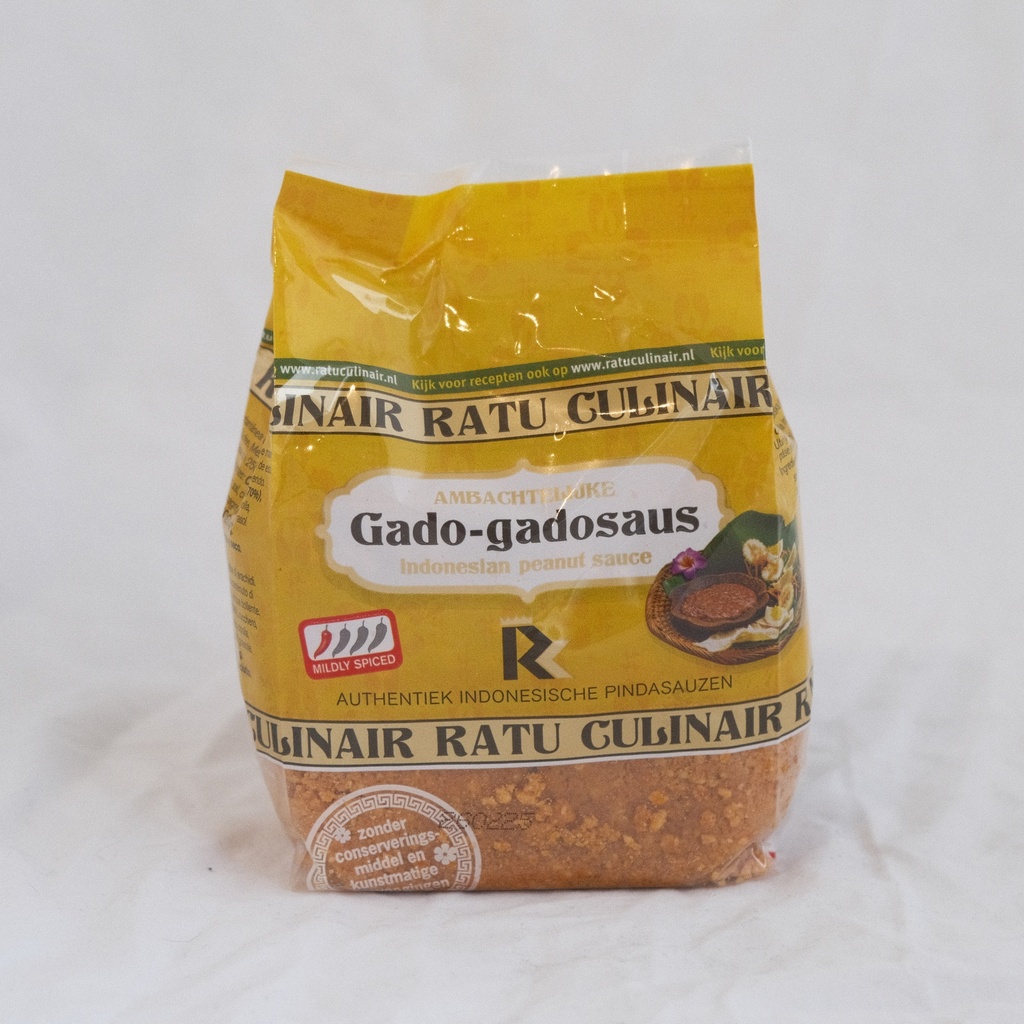 www.ratuculinair.nl Kijk voor recepten ook op www.ratuculinair.nl Kijk voor
RATU CULINAIR
AMBACHTELIJKE
Gado-gadosaus
Indonesian peanut sauce
MILDLY SPICED
R
AUTHENTIEK INDONESISCHE PINDASAUZEN
CULINAIR RATU CULINAIR
260225
zonder
conserverings-
middel en
kunstmatige